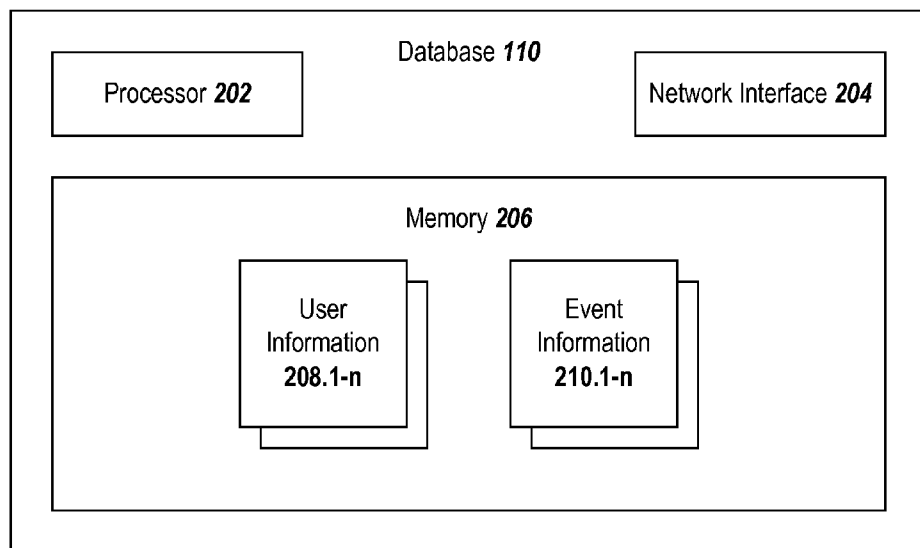 Database 110
Processor 202
Network Interface 204
Memory 206
User
Information
208.1-n
Event
Information
210.1-n